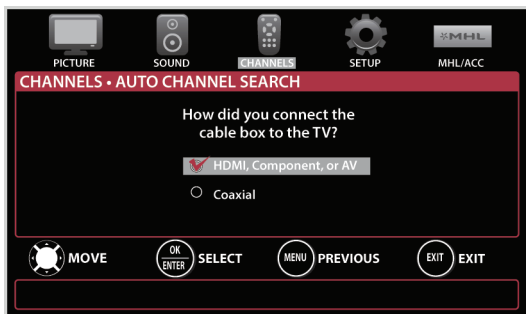 PICTURE SOUND CHANNELS SETUP MHL/ACC
MHL
CHANNELS • AUTO CHANNEL SEARCH
How did you connect the
cable box to the TV?
HDMI, Component, or AV
Coaxial
MOVE OK ENTER SELECT MENU PREVIOUS EXIT EXIT